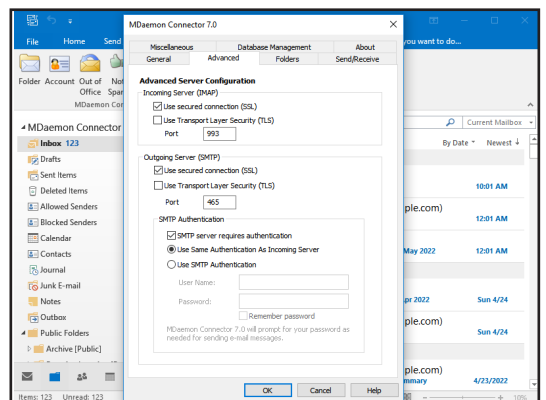 MDaemon Connector 7.0
File Home Send
you want to do...
Folder Account Out of Office
MDaemon Con
Miscellaneous Database Management About
General Advanced Folders Send/Receive
Advanced Server Configuration
Incoming Server (IMAP)
Use secured connection (SSL)
Use Transport Layer Security (TLS)
Port 993
Outgoing Server (SMTP)
Use secured connection (SSL)
Use Transport Layer Security (TLS)
Port 465
SMTP Authentication
SMTP server requires authentication
Use Same Authentication As Incoming Server
Use SMTP Authentication
User Name:
Password:
Remember password
MDaemon Connector 7.0 will prompt for your password as
needed for sending e-mail messages.
OK Cancel Help
MDaemon Connector
Inbox 123
Drafts
Sent Items
Deleted Items
Allowed Senders
Blocked Senders
Calendar
Contacts
Journal
Junk E-mail
Notes
Outbox
Public Folders
Archive [Public]
Items: 123 Unread: 123
Current Mailbox
By Date Newest
10:01 AM
ple.com)
12:01 AM
May 2022 12:01 AM
pr 2022 Sun 4/24
ple.com)
Sun 4/24
ple.com)
mmary 4/23/2022
10%